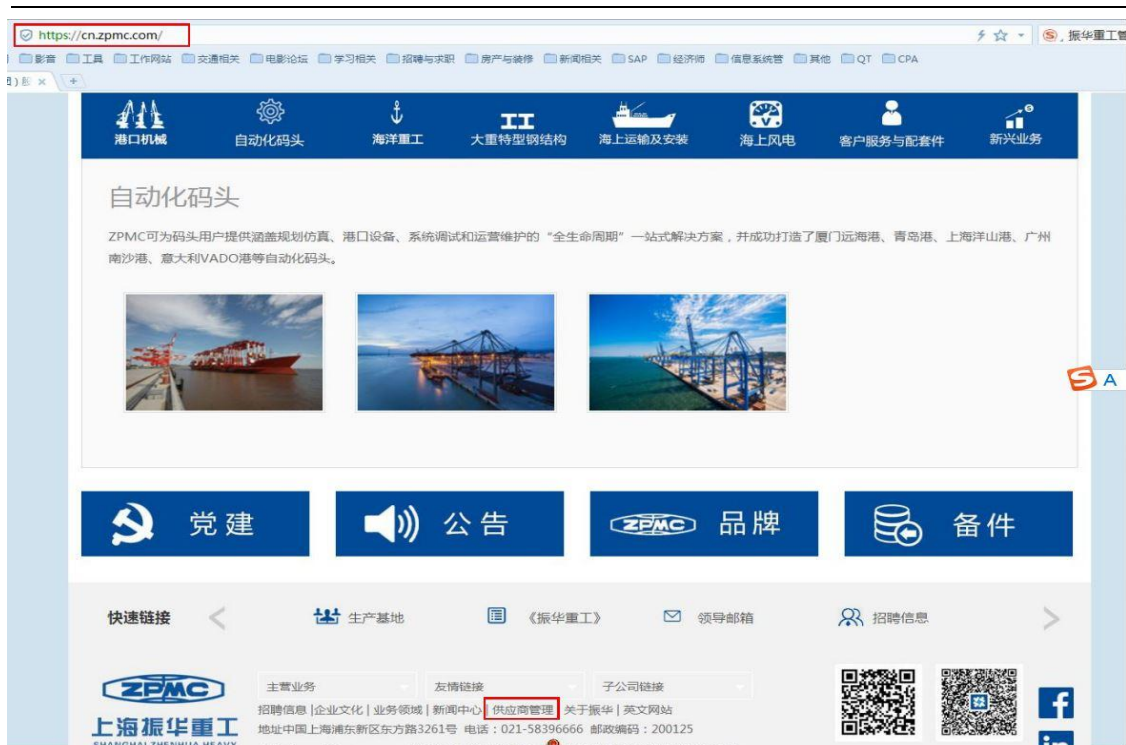 https://cn.zpmc.com/
振华重工管
影音 工具 工作网站 交通相关 电影论坛 学习相关 招聘与求职 房产与装修 新闻相关 SAP 经济师 信息系统管 其他 QT CPA
港口机械 自动化码头 海洋重工 大重特型钢结构 海上运输及安装 海上风电 客户服务与配套件 新兴业务
自动化码头
ZPMC可为码头用户提供涵盖规划仿真、港口设备、系统调试和运营维护的“全生命周期”一站式解决方案，并成功打造了厦门远海港、青岛港、上海洋山港、广州
南沙港、意大利VADO港等自动化码头。
A
党建 公告 ZPMC 品牌 备件
快速链接 生产基地 《振华重工》 领导邮箱 招聘信息
ZPMC 主营业务 友情链接 子公司链接
招聘信息 |企业文化 | 业务领域 | 新闻中心 | 供应商管理 | 关于振华 | 英文网站
上海振华重工 地址中国上海浦东新区东方路3261号 电话：021-58396666 邮政编码：200125
SHANGHAI ZHENHUA HEAVY